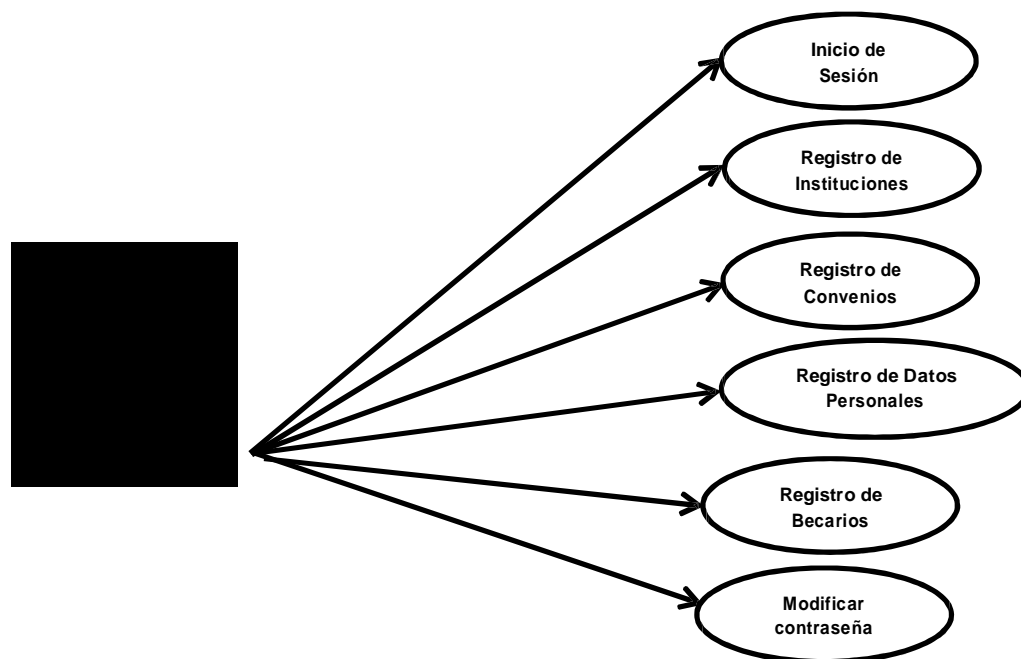 Inicio de
Sesión
Registro de
Instituciones
Registro de
Convenios
Registro de Datos
Personales
Registro de
Becarios
Modificar
contraseña